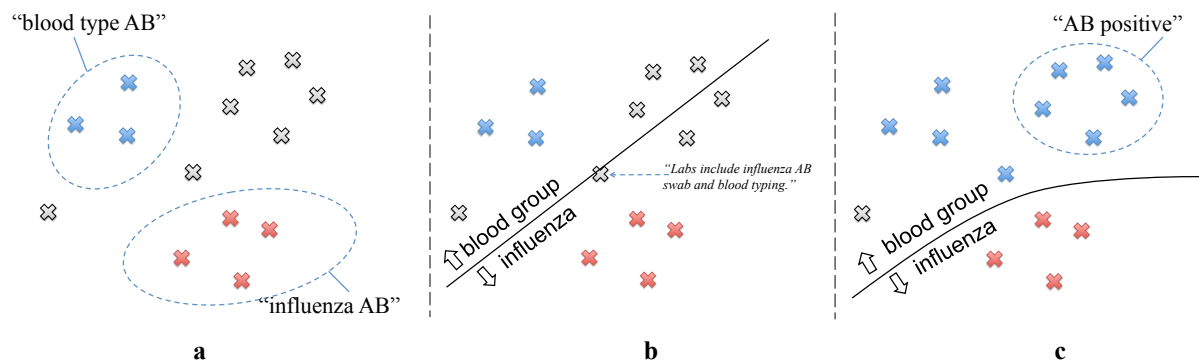 “blood type AB”
“influenza AB”
a
“Labs include influenza AB
swab and blood typing.”
blood group
influenza
b
“AB positive”
blood group
influenza
c